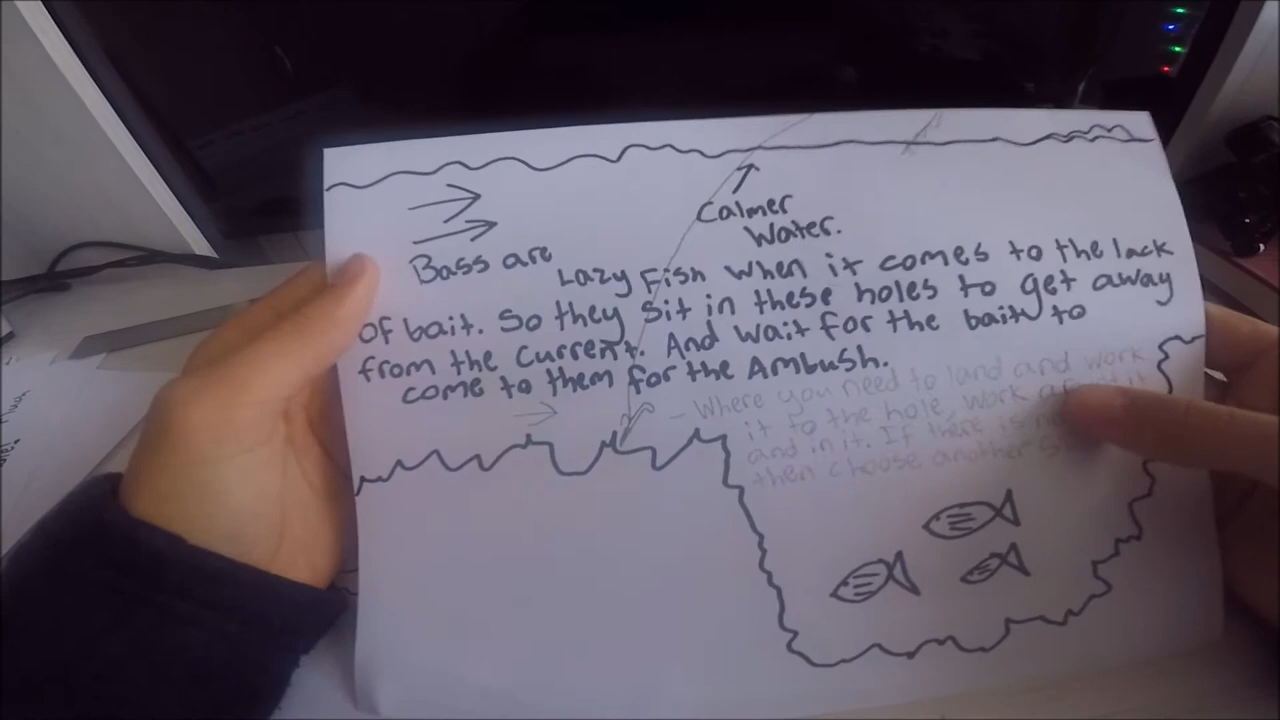 Calmer
Water.
Bass are
Lazy Fish when it comes to the lack
of bait. So they sit in these holes to get away
from the Current. And wait for the bait to
come to them for the Ambush.
- Where you need to land and work
it to the hole, work
and in it. If there is
then choose another